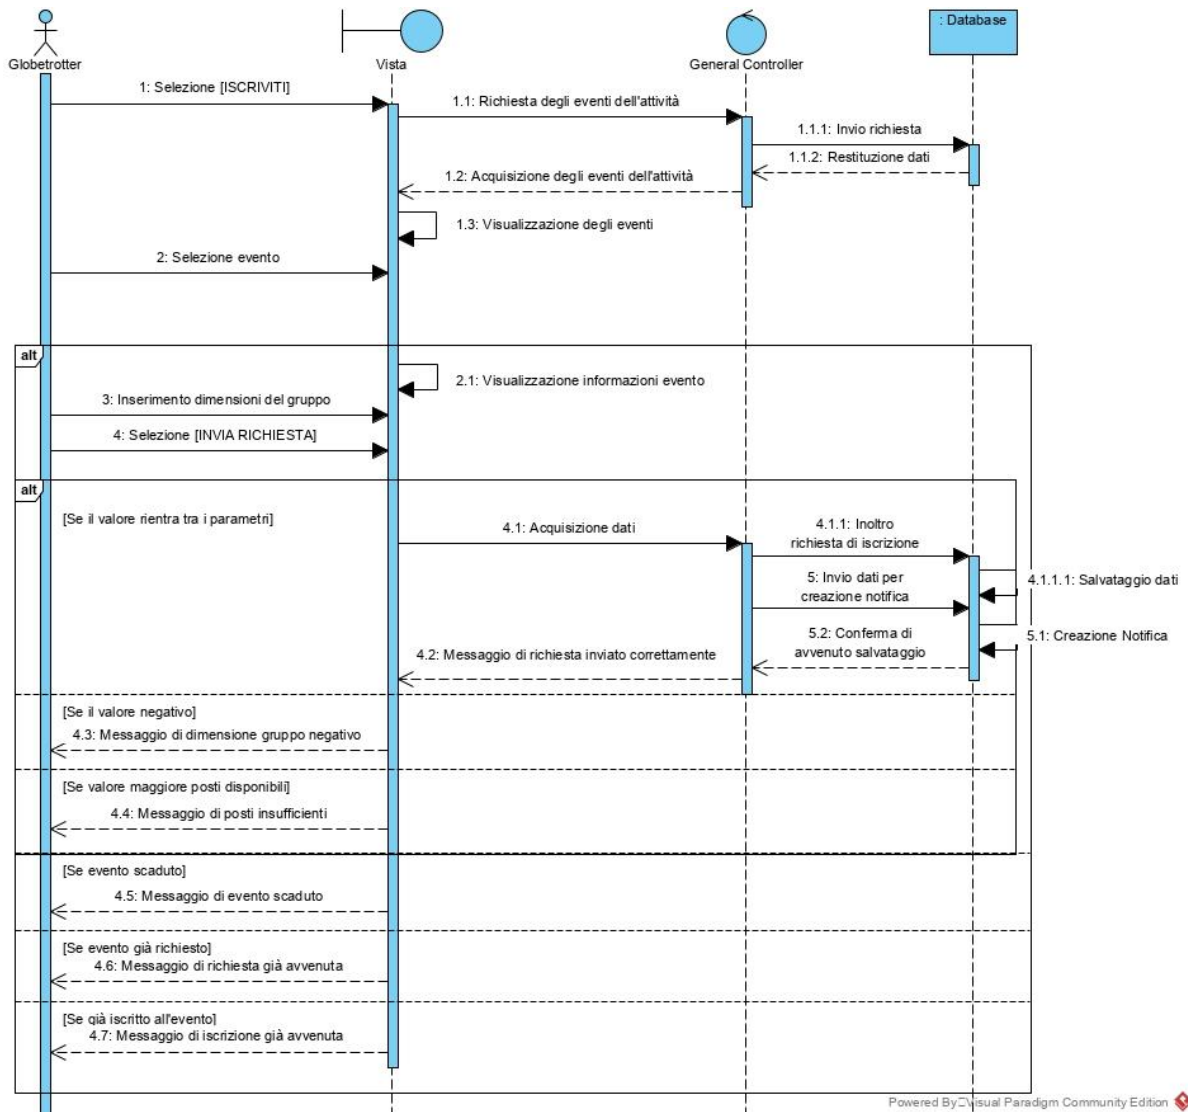 : Database
Globetrotter
Vista
General Controller
1: Selezione [ISCRIVITI]
1.1: Richiesta degli eventi dell'attività
1.1.1: Invio richiesta
1.1.2: Restituzione dati
1.2: Acquisizione degli eventi dell'attività
1.3: Visualizzazione degli eventi
2: Selezione evento
alt
2.1: Visualizzazione informazioni evento
3: Inserimento dimensioni del gruppo
4: Selezione [INVIA RICHIESTA]
alt
[Se il valore rientra tra i parametri]
4.1: Acquisizione dati
4.1.1: Inoltro
richiesta di iscrizione
4.1.1.1: Salvataggio dati
5: Invio dati per
creazione notifica
5.1: Creazione Notifica
5.2: Conferma di
avvenuto salvataggio
4.2: Messaggio di richiesta inviato correttamente
[Se il valore negativo]
4.3: Messaggio di dimensione gruppo negativo
[Se valore maggiore posti disponibili]
4.4: Messaggio di posti insufficienti
[Se evento scaduto]
4.5: Messaggio di evento scaduto
[Se evento già richiesto]
4.6: Messaggio di richiesta già avvenuta
[Se già iscritto all'evento]
4.7: Messaggio di iscrizione già avvenuta
Powered By Visual Paradigm Community Edition